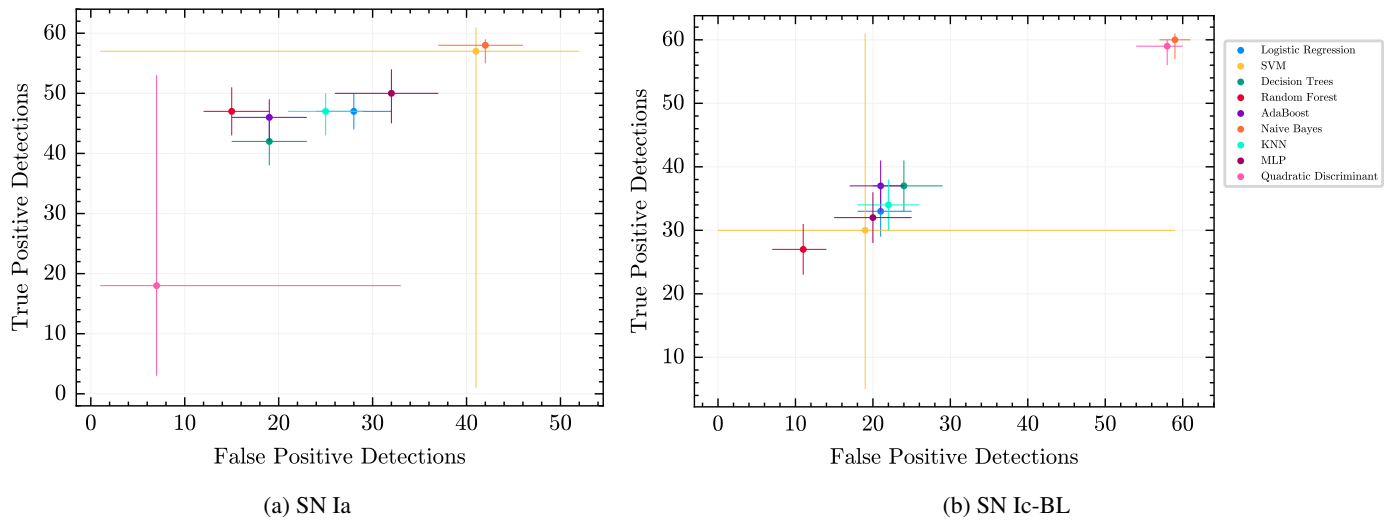 60
50
40
30
20
10
0
True Positive Detections
0
10
20
30
40
50
False Positive Detections
(a) SN Ia
60
50
40
30
20
10
True Positive Detections
0
10
20
30
40
50
60
False Positive Detections
(b) SN Ic-BL
Logistic Regression
SVM
Decision Trees
Random Forest
AdaBoost
Naive Bayes
KNN
MLP
Quadratic Discriminant